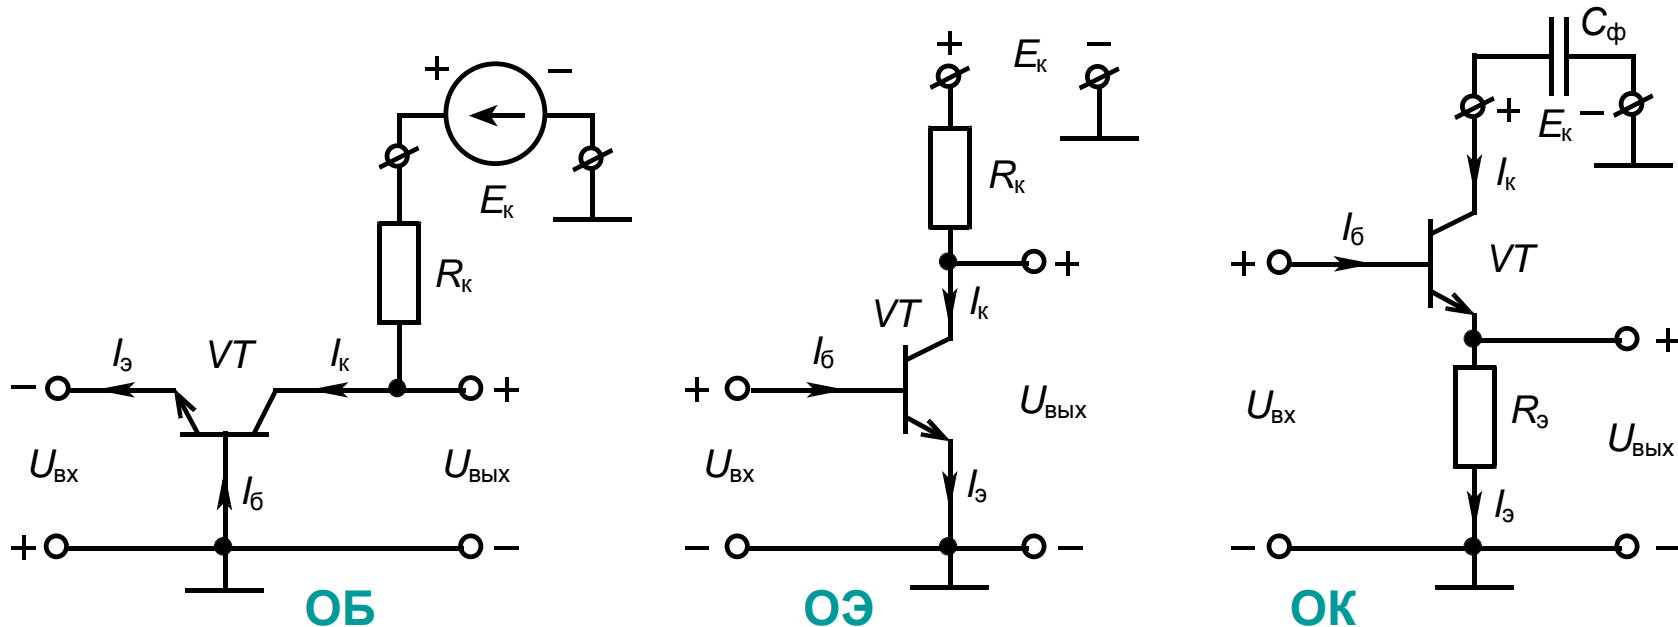 + −
Eк
Rк
Iэ VT Iк
− +
Uвх Uвых
Iб
+ −
ОБ
+ Eк −
Rк
+
VT Iк
Iб
+
Uвх Uвых
Iэ
− −
ОЭ
Cф
+ Eк −
Iк
Iб
+ VT
+
Uвх Rэ Uвых
Iэ
− −
ОК